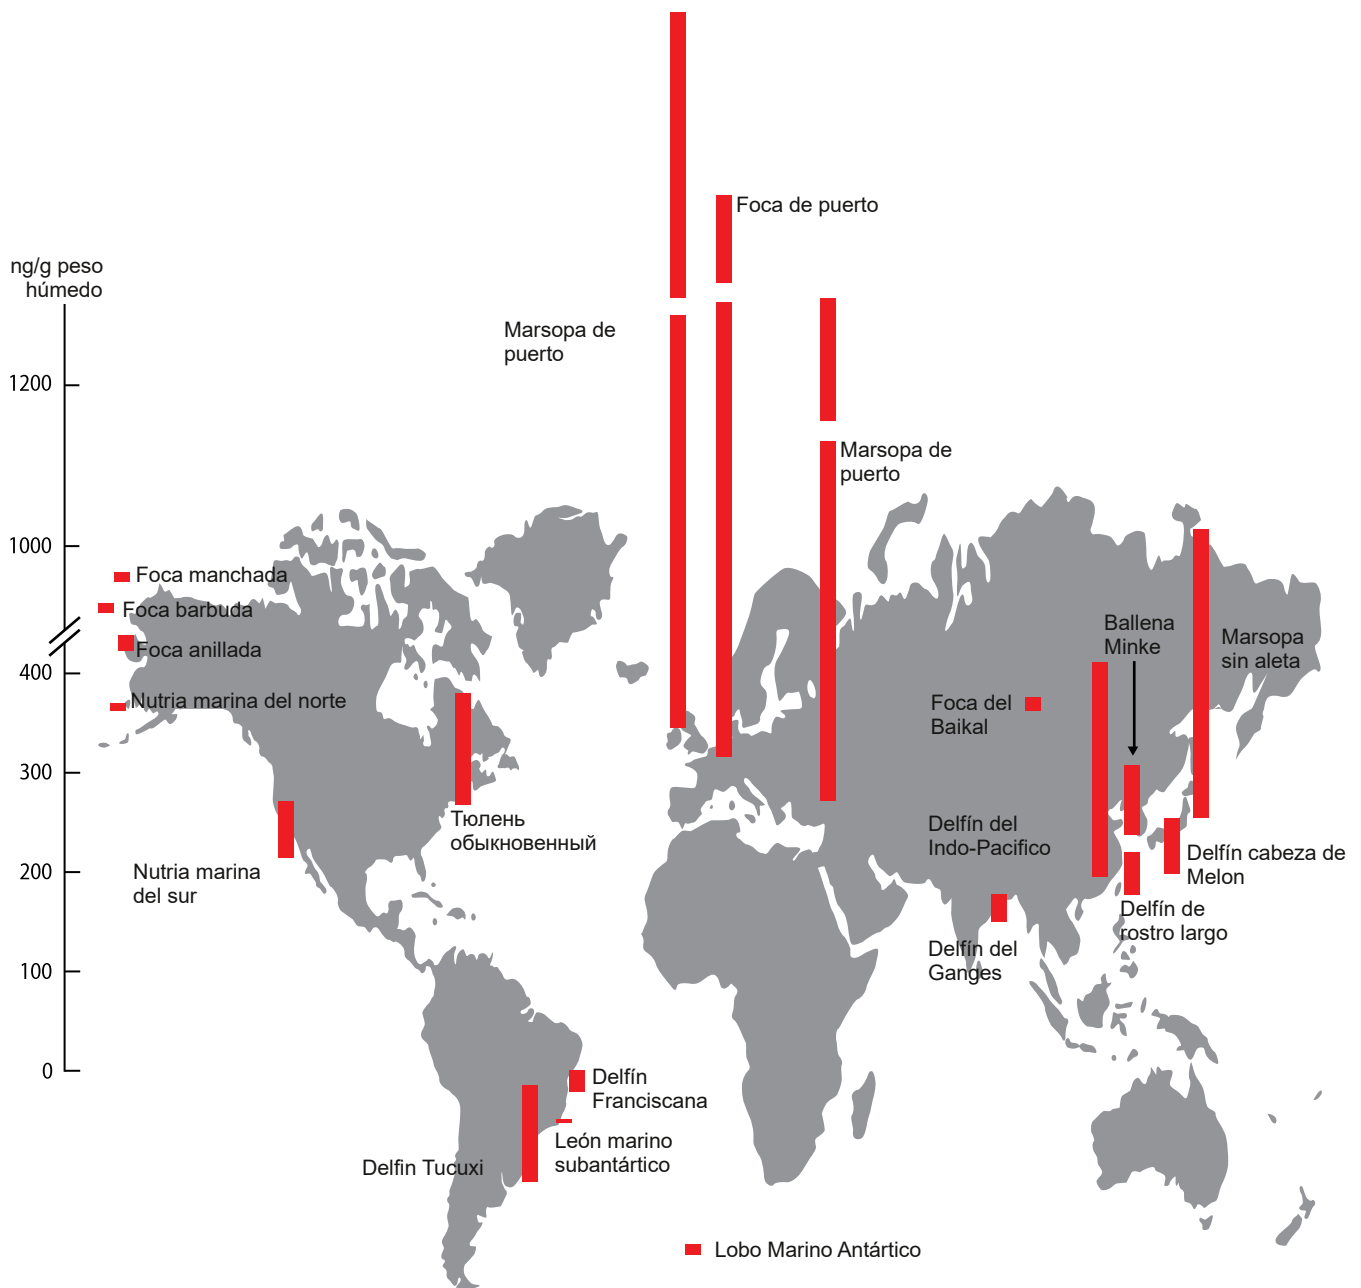 Foca de puerto
ng/g peso
húmedo
Marsopa de
puerto
1200
Marsopa de
puerto
1000
Foca manchada
Foca barbuda
Foca anillada
400
Nutria marina del norte
Ballena
Minke
Marsopa
sin aleta
Foca del
Baikal
300
Тюлень
обыкновенный
Delfín del
Indo-Pacifico
200
Nutria marina
del sur
Delfín cabeza de
Melon
Delfín de
rostro largo
Delfín del
Ganges
100
0
Delfín
Franciscana
León marino
subantártico
Delfin Tucuxi
Lobo Marino Antártico